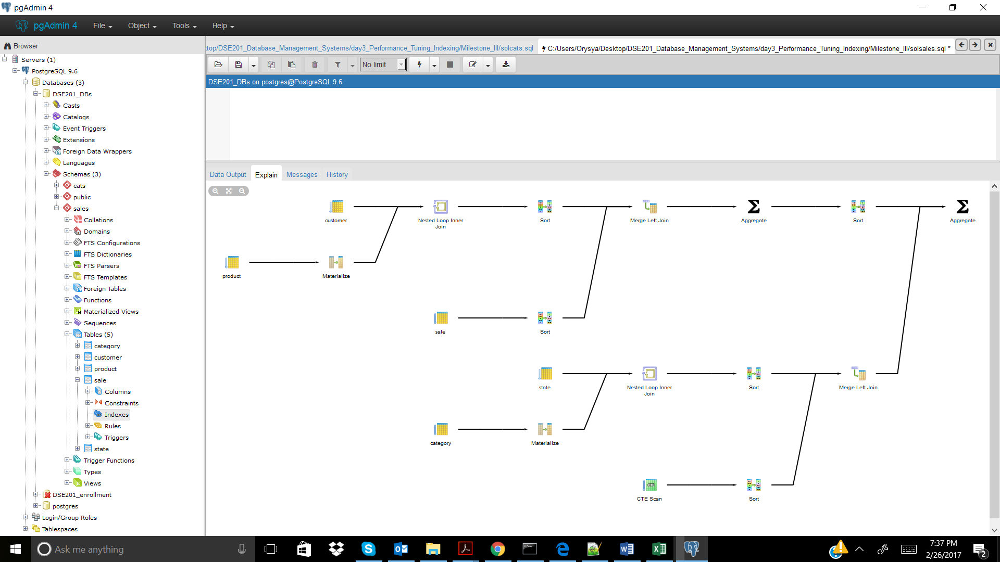 pgAdmin 4
pgAdmin 4 File Object Tools Help
Browser
Servers (1)
PostgreSQL 9.6
Databases (3)
DSE201_DBs
Casts
Catalogs
Event Triggers
Extensions
Foreign Data Wrappers
Languages
Schemas (3)
cats
public
sales
Collations
Domains
FTS Configurations
FTS Dictionaries
FTS Parsers
FTS Templates
Foreign Tables
Functions
Materialized Views
Sequences
Tables (5)
category
customer
product
sale
Columns
Constraints
Indexes
Rules
Triggers
state
Trigger Functions
Types
Views
DSE201_enrollment
postgres
Login/Group Roles
Tablespaces
ktop/DSE201_Database_Management_Systems/day3_Performance_Tuning_Indexing/Milestone_III/solcats.sql
C:/Users/Orysya/Desktop/DSE201_Database_Management_Systems/day3_Performance_Tuning_Indexing/Milestone_III/solsales.sql *
No limit
DSE201_DBs on postgres@PostgreSQL 9.6
Data Output Explain Messages History
customer
Nested Loop Inner
Join
Sort
Merge Left Join
Aggregate
Sort
Aggregate
product
Materialize
sale
Sort
state
Nested Loop Inner
Join
Sort
Merge Left Join
category
Materialize
CTE
CTE Scan
Sort
Ask me anything
7:37 PM
2/26/2017
2